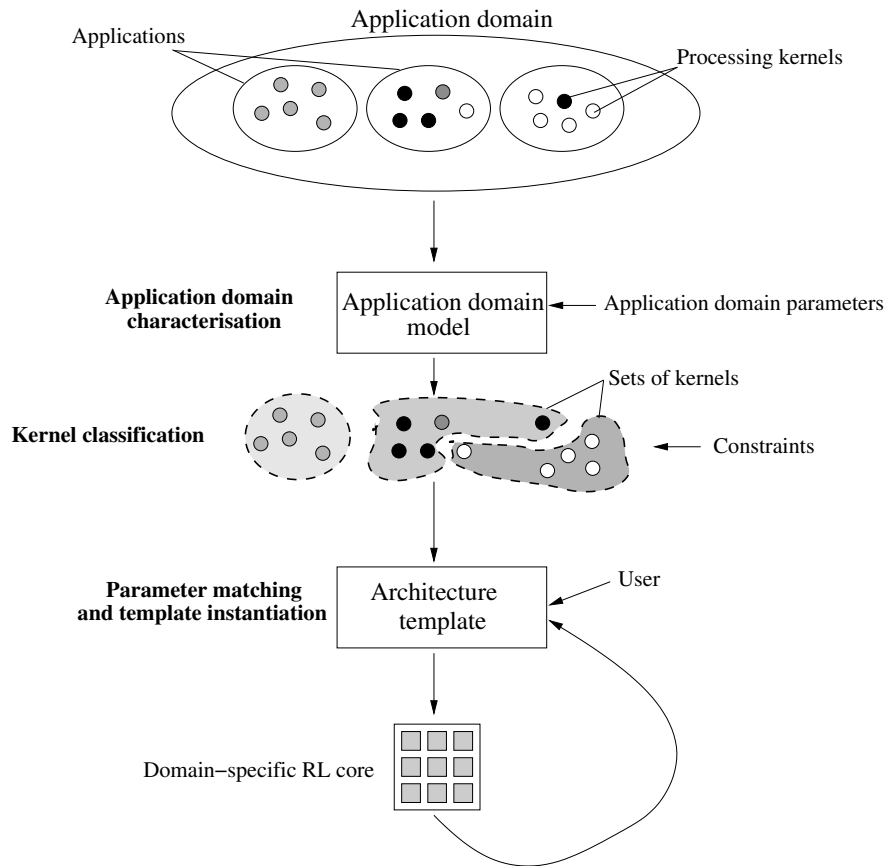 Application domain
Applications
Processing kernels
Application domain
characterisation
Application domain
model
Application domain parameters
Sets of kernels
Kernel classification
Constraints
Parameter matching
and template instantiation
Architecture
template
User
Domain−specific RL core